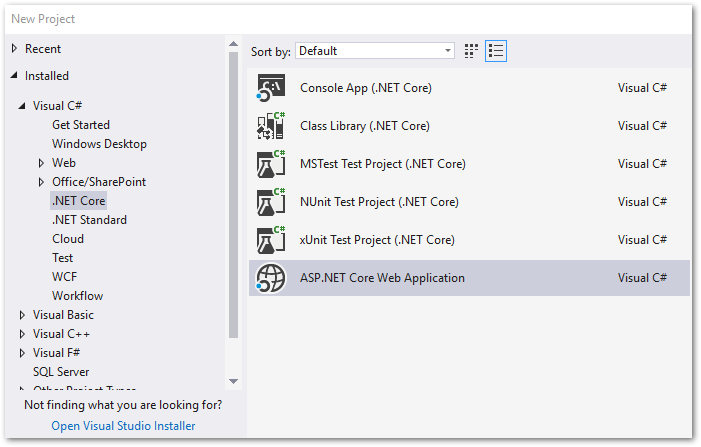 New Project
Recent
Installed
Visual C#
Get Started
Windows Desktop
Web
Office/SharePoint
.NET Core
.NET Standard
Cloud
Test
WCF
Workflow
Visual Basic
Visual C++
Visual F#
SQL Server
Other Project Types
Not finding what you are looking for?
Open Visual Studio Installer
Sort by: Default
C:\ Console App (.NET Core) Visual C#
C# Class Library (.NET Core) Visual C#
C# MSTest Test Project (.NET Core) Visual C#
C# NUnit Test Project (.NET Core) Visual C#
C# xUnit Test Project (.NET Core) Visual C#
ASP.NET Core Web Application Visual C#